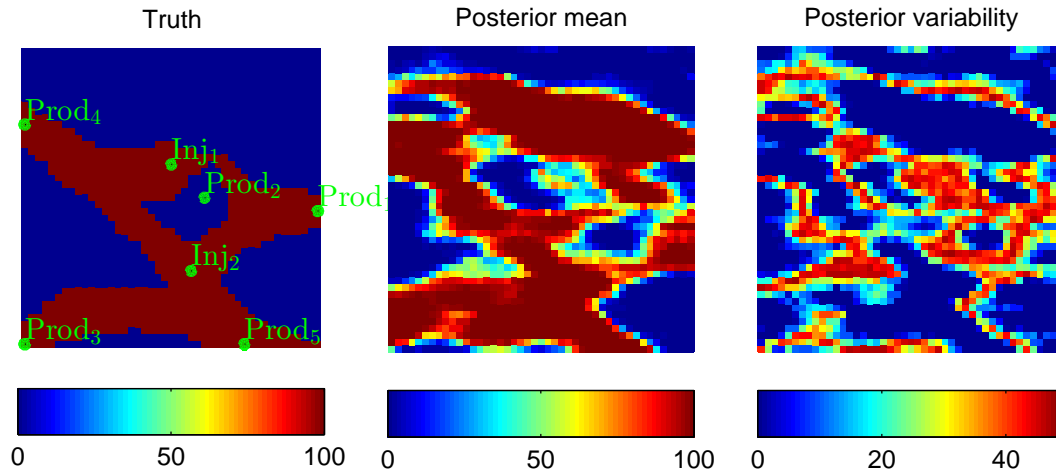 Truth
Posterior mean
Posterior variability
Prod₄
Inj₁
Prod₂
Inj₂
Prod₃
Prod₅
0 50 100
0 50 100
0 20 40